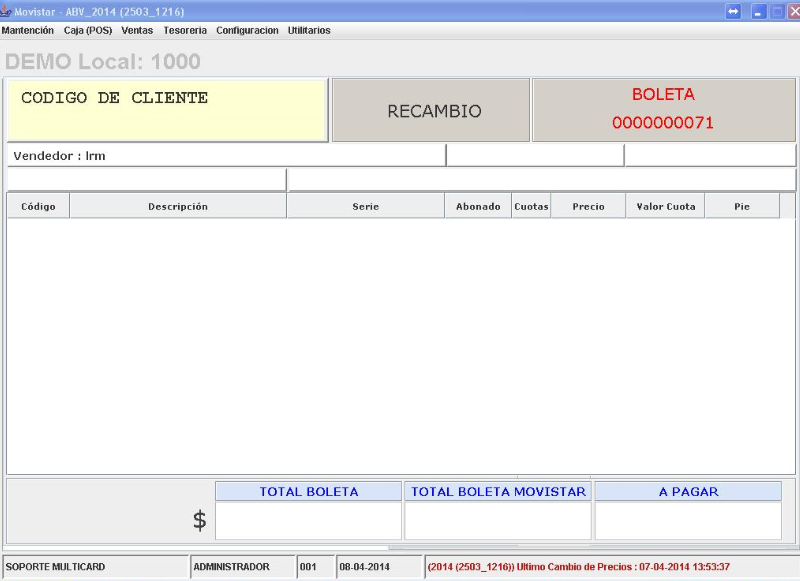 Movistar - ABV_2014 (2503_1216)
Mantención Caja (POS) Ventas Tesoreria Configuracion Utilitarios
DEMO Local: 1000
CODIGO DE CLIENTE
RECAMBIO
BOLETA
0000000071
Vendedor : lrm
Código Descripción Serie Abonado Cuotas Precio Valor Cuota Pie
TOTAL BOLETA TOTAL BOLETA MOVISTAR A PAGAR
$
SOPORTE MULTICARD ADMINISTRADOR 001 08-04-2014 (2014 (2503_1216)) Ultimo Cambio de Precios : 07-04-2014 13:53:37